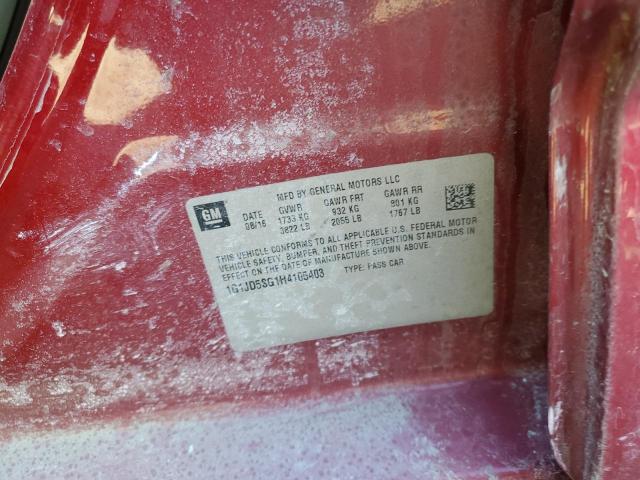 MFD BY GENERAL MOTORS LLC
GM DATE GVWR GAWR FRT GAWR RR
08/16 1733 KG 932 KG 801 KG
3822 LB 2055 LB 1767 LB
THIS VEHICLE CONFORMS TO ALL APPLICABLE U.S. FEDERAL MOTOR
VEHICLE SAFETY, BUMPER, AND THEFT PREVENTION STANDARDS IN
EFFECT ON THE DATE OF MANUFACTURE SHOWN ABOVE.
1G1JD5SG1H4105403 TYPE: PASS CAR